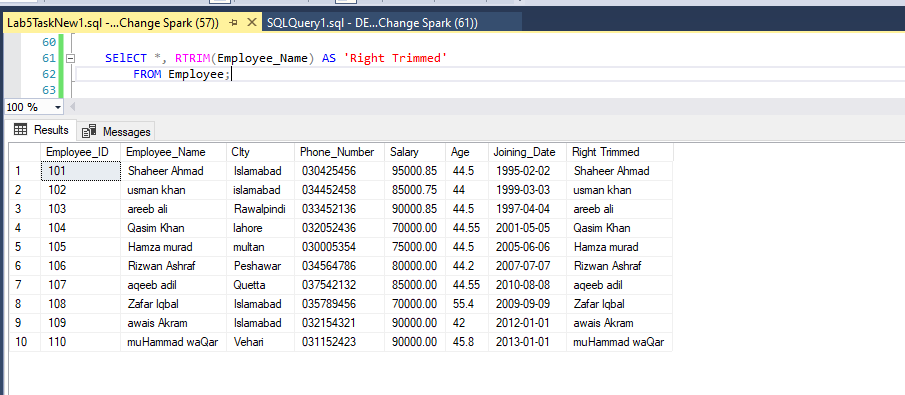 Lab5TaskNew1.sql -...Change Spark (57)) SQLQuery1.sql - DE...Change Spark (61))
60
61 SElECT *, RTRIM(Employee_Name) AS 'Right Trimmed'
62 FROM Employee;
63
100 %
Results Messages
Employee_ID Employee_Name CIty Phone_Number Salary Age Joining_Date Right Trimmed
1 101 Shaheer Ahmad Islamabad 030425456 95000.85 44.5 1995-02-02 Shaheer Ahmad
2 102 usman khan islamabad 034452458 85000.75 44 1999-03-03 usman khan
3 103 areeb ali Rawalpindi 033452136 90000.85 44.5 1997-04-04 areeb ali
4 104 Qasim Khan lahore 032052436 70000.00 44.55 2001-05-05 Qasim Khan
5 105 Hamza murad multan 030005354 75000.00 44.5 2005-06-06 Hamza murad
6 106 Rizwan Ashraf Peshawar 034564786 80000.00 44.2 2007-07-07 Rizwan Ashraf
7 107 aqeeb adil Quetta 037542132 85000.00 44.55 2010-08-08 aqeeb adil
8 108 Zafar Iqbal Islamabad 035789456 70000.00 55.4 2009-09-09 Zafar Iqbal
9 109 awais Akram Islamabad 032154321 90000.00 42 2012-01-01 awais Akram
10 110 muHammad waQar Vehari 031152423 90000.00 45.8 2013-01-01 muHammad waQar